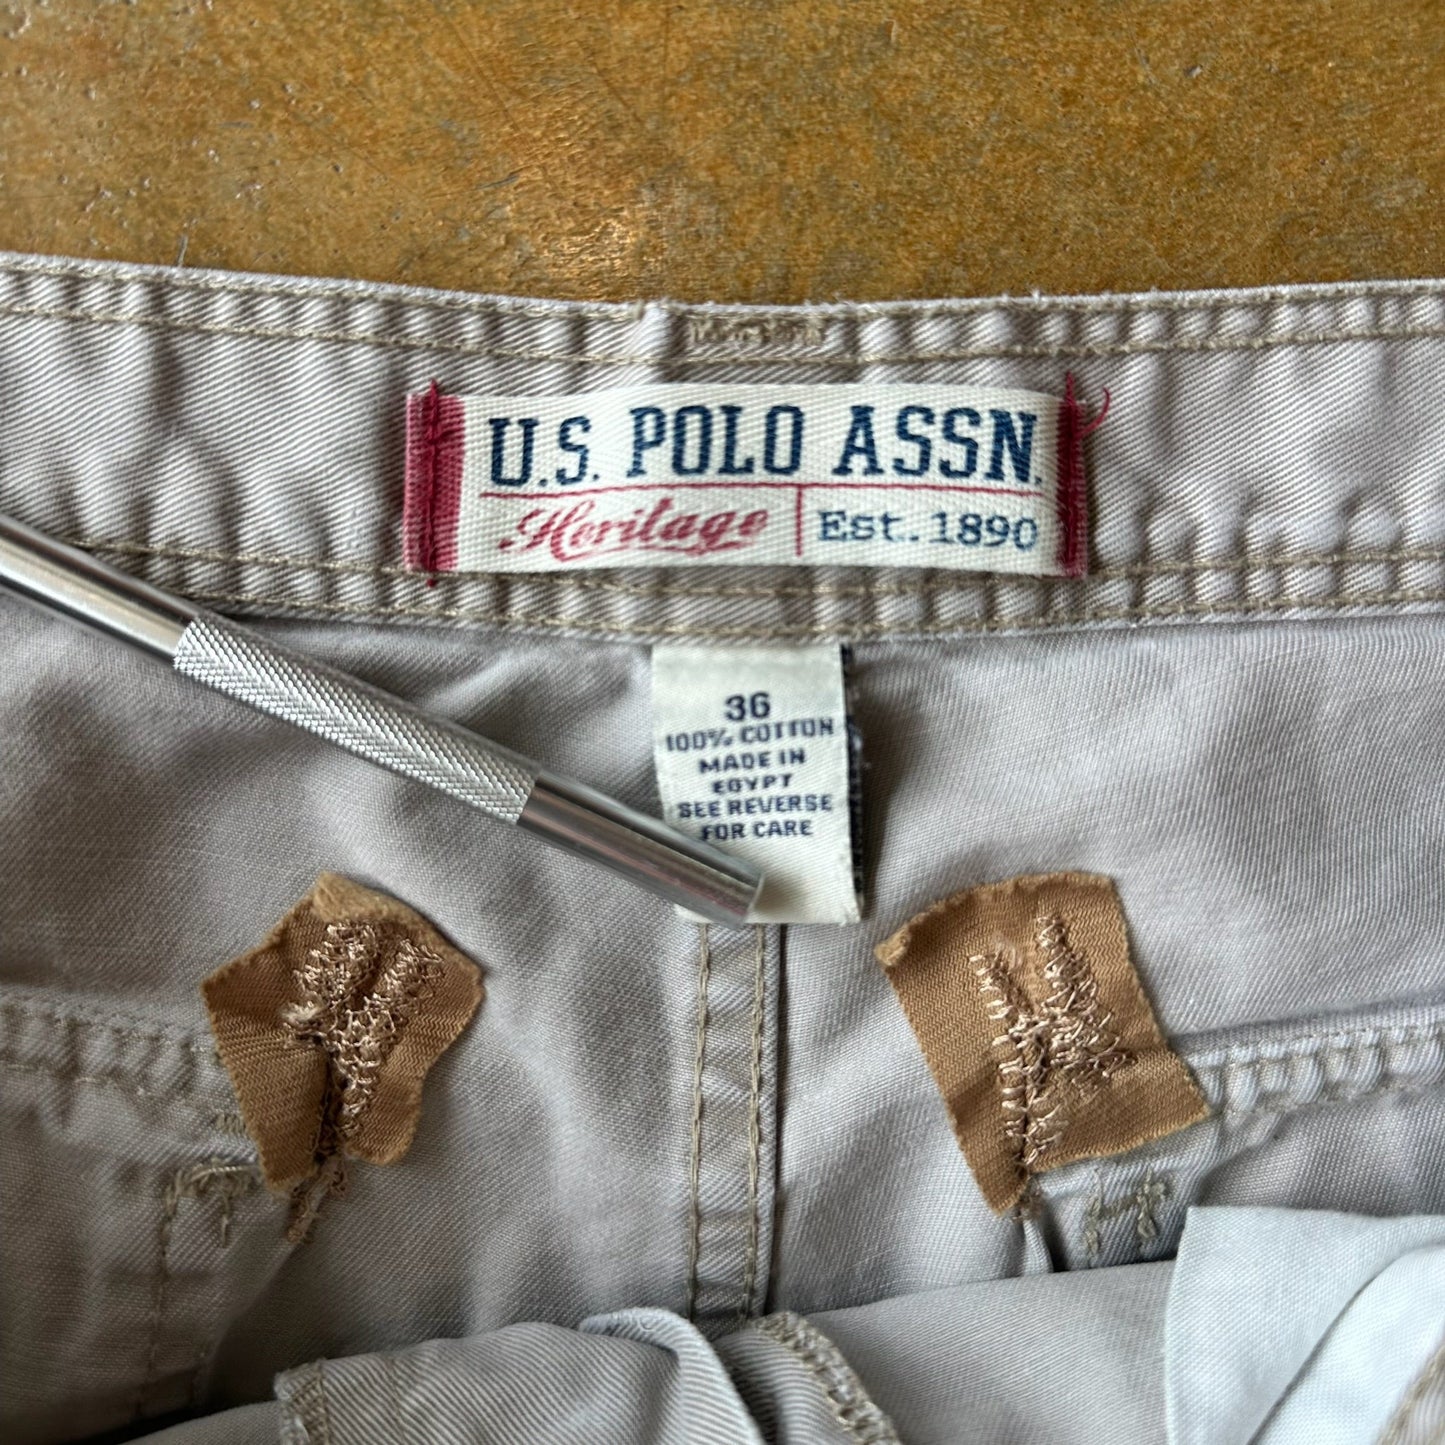 U.S. POLO ASSN.
Heritage Est. 1890
36
100% COTTON
MADE IN
EGYPT
SEE REVERSE
FOR CARE